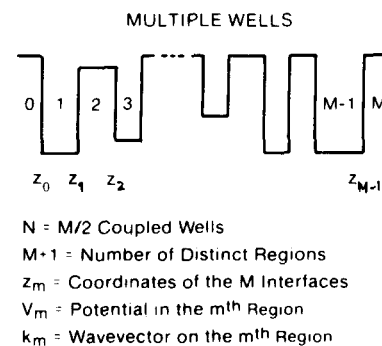 MULTIPLE WELLS
0 1 2 3 M-1 M
z0 z1 z2 zM-1
N = M/2 Coupled Wells
M+1 = Number of Distinct Regions
zm = Coordinates of the M Interfaces
Vm = Potential in the mth Region
km = Wavevector on the mth Region